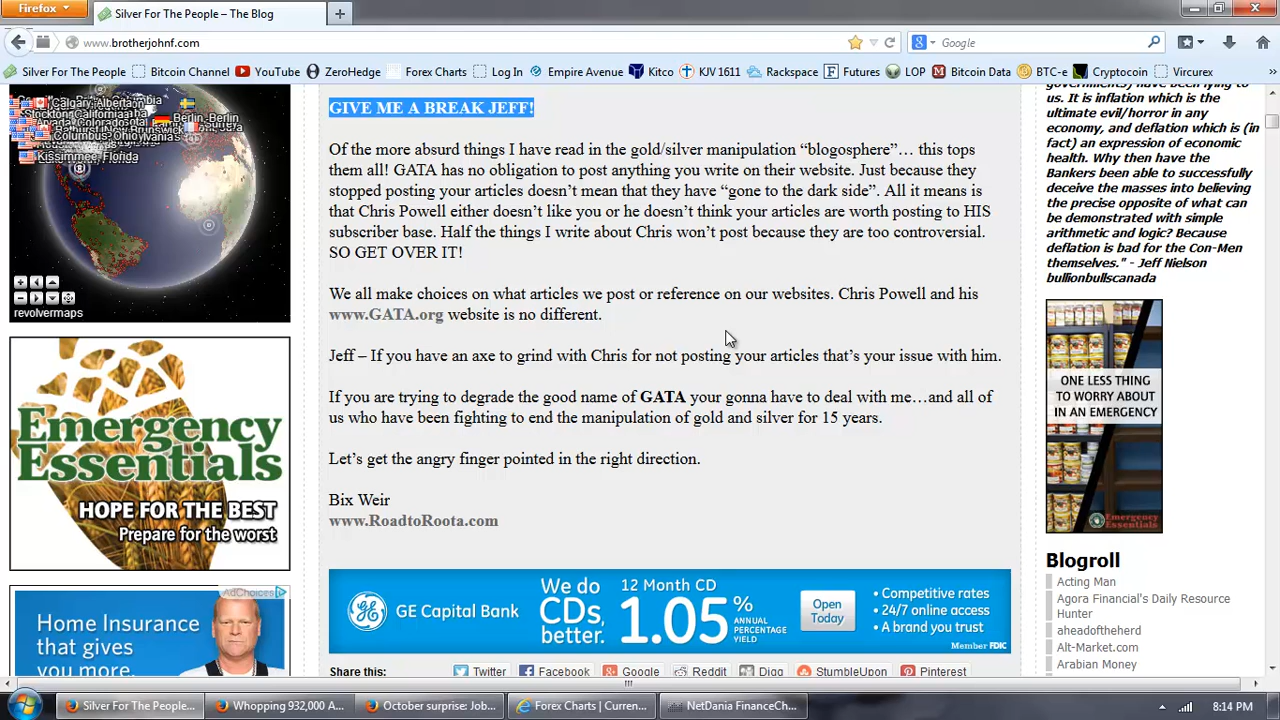 Firefox
Silver For The People – The Blog
www.brotherjohnf.com
Google
Silver For The People
Bitcoin Channel
YouTube
ZeroHedge
Forex Charts
Log In
Empire Avenue
Kitco
KJV 1611
Rackspace
Futures
LOP
Bitcoin Data
BTC-e
Cryptocoin
Vircurex
Calgary, Alberta
Berlin, Berlin
Columbus, Ohio
Kissimmee, Florida
revolvermaps
Emergency
Essentials
HOPE FOR THE BEST
Prepare for the worst
AdChoices
Home Insurance
that gives
you more.
GIVE ME A BREAK JEFF!
Of the more absurd things I have read in the gold/silver manipulation “blogosphere”… this tops
them all! GATA has no obligation to post anything you write on their website. Just because they
stopped posting your articles doesn’t mean that they have “gone to the dark side”. All it means is
that Chris Powell either doesn’t like you or he doesn’t think your articles are worth posting to HIS
subscriber base. Half the things I write about Chris won’t post because they are too controversial.
SO GET OVER IT!
We all make choices on what articles we post or reference on our websites. Chris Powell and his
www.GATA.org website is no different.
Jeff – If you have an axe to grind with Chris for not posting your articles that’s your issue with him.
If you are trying to degrade the good name of GATA your gonna have to deal with me…and all of
us who have been fighting to end the manipulation of gold and silver for 15 years.
Let’s get the angry finger pointed in the right direction.
Bix Weir
www.RoadtoRoota.com
GE Capital Bank
We do
CDs,
better.
12 Month CD
1.05%
ANNUAL
PERCENTAGE
YIELD
Open
Today
• Competitive rates
• 24/7 online access
• A brand you trust
Member FDIC
Share this:
Twitter
Facebook
Google
Reddit
Digg
StumbleUpon
Pinterest
governments) have been lying to
us. It is inflation which is the
ultimate evil/horror in any
economy, and deflation which is (in
fact) an expression of economic
health. Why then have the
Bankers been able to successfully
deceive the masses into believing
the precise opposite of what can
be demonstrated with simple
arithmetic and logic? Because
deflation is bad for the Con-Men
themselves." - Jeff Nielson
bullionbullscanada
ONE LESS THING
TO WORRY ABOUT
IN AN EMERGENCY
Emergency Essentials
Blogroll
Acting Man
Agora Financial's Daily Resource
Hunter
aheadoftheherd
Alt-Market.com
Arabian Money
Silver For The People...
Whopping 932,000 A...
October surprise: Job...
Forex Charts | Curren...
NetDania FinanceCh...
8:14 PM